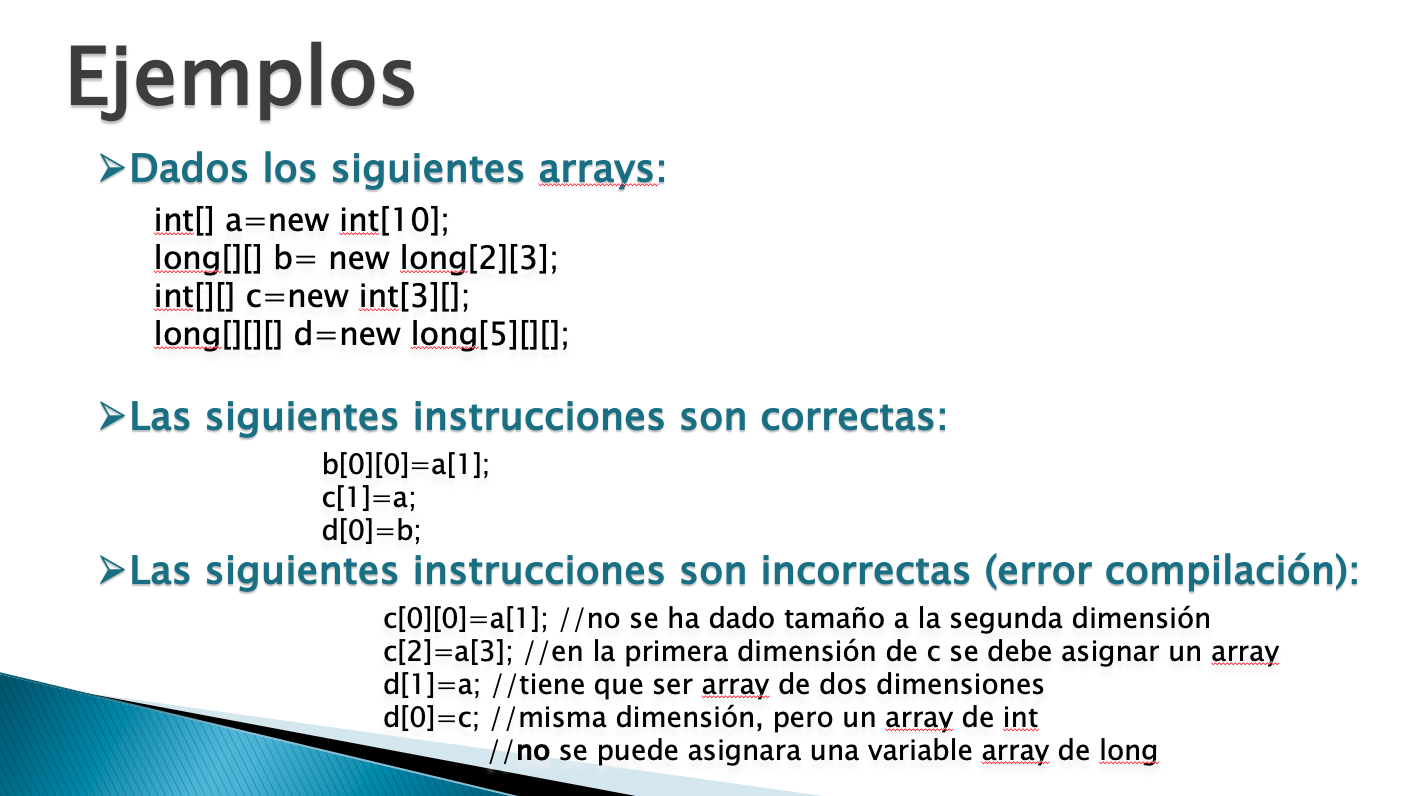 Ejemplos
➢Dados los siguientes arrays:
int[] a=new int[10];
long[][] b= new long[2][3];
int[][] c=new int[3][];
long[][][] d=new long[5][][];
➢Las siguientes instrucciones son correctas:
b[0][0]=a[1];
c[1]=a;
d[0]=b;
➢Las siguientes instrucciones son incorrectas (error compilación):
c[0][0]=a[1]; //no se ha dado tamaño a la segunda dimensión
c[2]=a[3]; //en la primera dimensión de c se debe asignar un array
d[1]=a; //tiene que ser array de dos dimensiones
d[0]=c; //misma dimensión, pero un array de int
//no se puede asignara una variable array de long